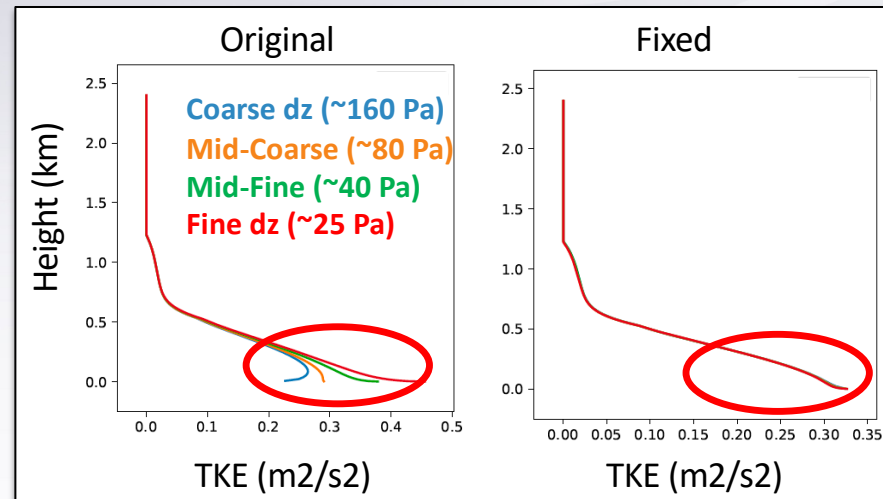 Original
Fixed
Height (km)
2.5
2.0
1.5
1.0
0.5
0.0
Coarse dz (~160 Pa)
Mid-Coarse (~80 Pa)
Mid-Fine (~40 Pa)
Fine dz (~25 Pa)
0.0 0.1 0.2 0.3 0.4 0.5
TKE (m2/s2)
2.5
2.0
1.5
1.0
0.5
0.0
0.00 0.05 0.10 0.15 0.20 0.25 0.30 0.35
TKE (m2/s2)